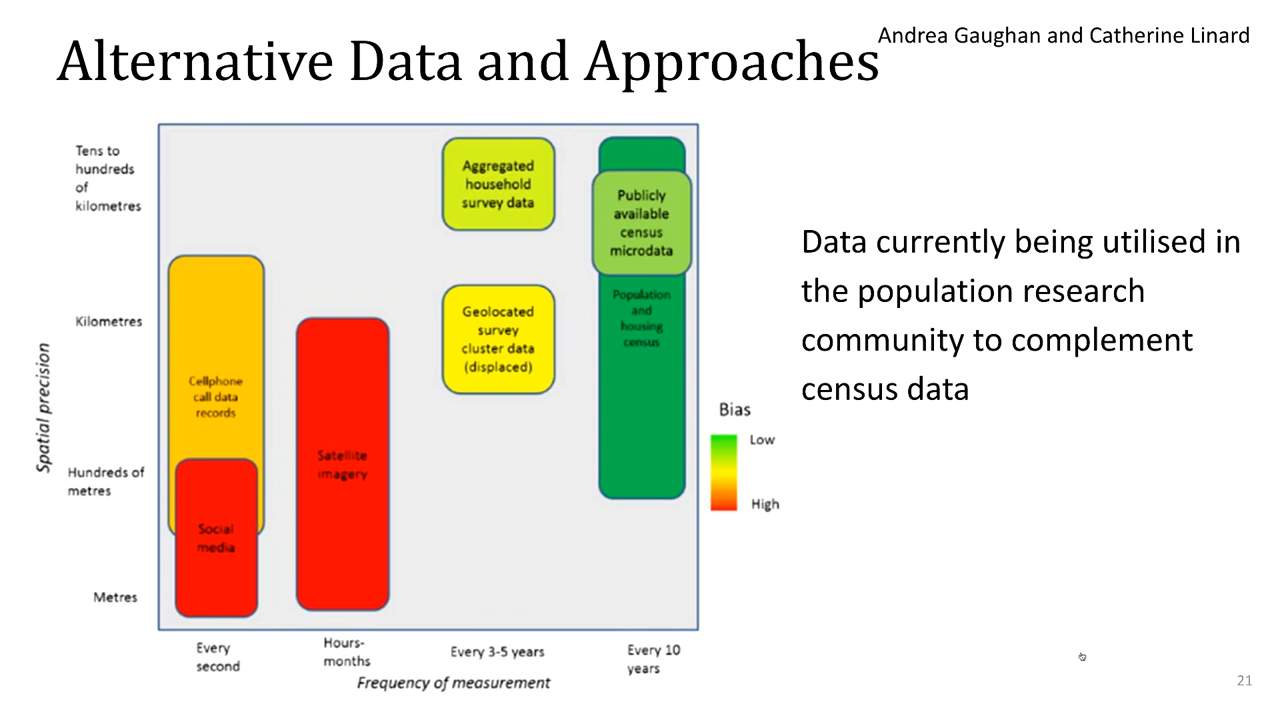 Andrea Gaughan and Catherine Linard
Alternative Data and Approaches
Tens to
hundreds
of
kilometres
Kilometres
Hundreds of
metres
Metres
Spatial precision
Cellphone
call data
records
Social
media
Satellite
imagery
Aggregated
household
survey data
Geolocated
survey
cluster data
(displaced)
Publicly
available
census
microdata
Population
and
housing
census
Every
second
Hours-
months
Every 3-5 years
Every 10
years
Frequency of measurement
Bias
Low
High
Data currently being utilised in
the population research
community to complement
census data
21